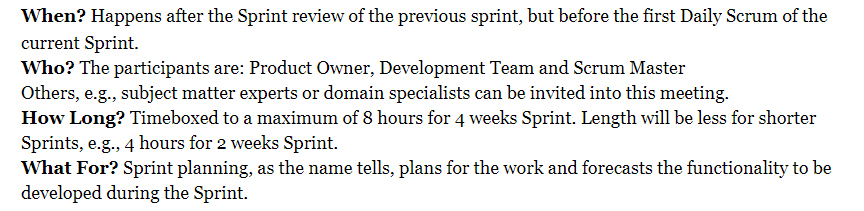 When? Happens after the Sprint review of the previous sprint, but before the first Daily Scrum of the
current Sprint.
Who? The participants are: Product Owner, Development Team and Scrum Master
Others, e.g., subject matter experts or domain specialists can be invited into this meeting.
How Long? Timeboxed to a maximum of 8 hours for 4 weeks Sprint. Length will be less for shorter
Sprints, e.g., 4 hours for 2 weeks Sprint.
What For? Sprint planning, as the name tells, plans for the work and forecasts the functionality to be
developed during the Sprint.